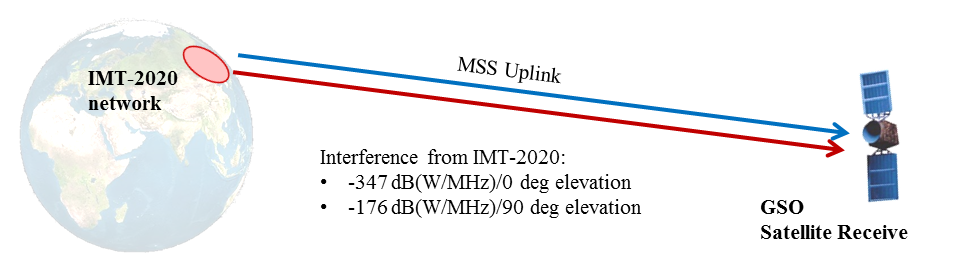 IMT-2020
network
MSS Uplink
Interference from IMT-2020:
• -347 dB(W/MHz)/0 deg elevation
• -176 dB(W/MHz)/90 deg elevation
GSO
Satellite Receive